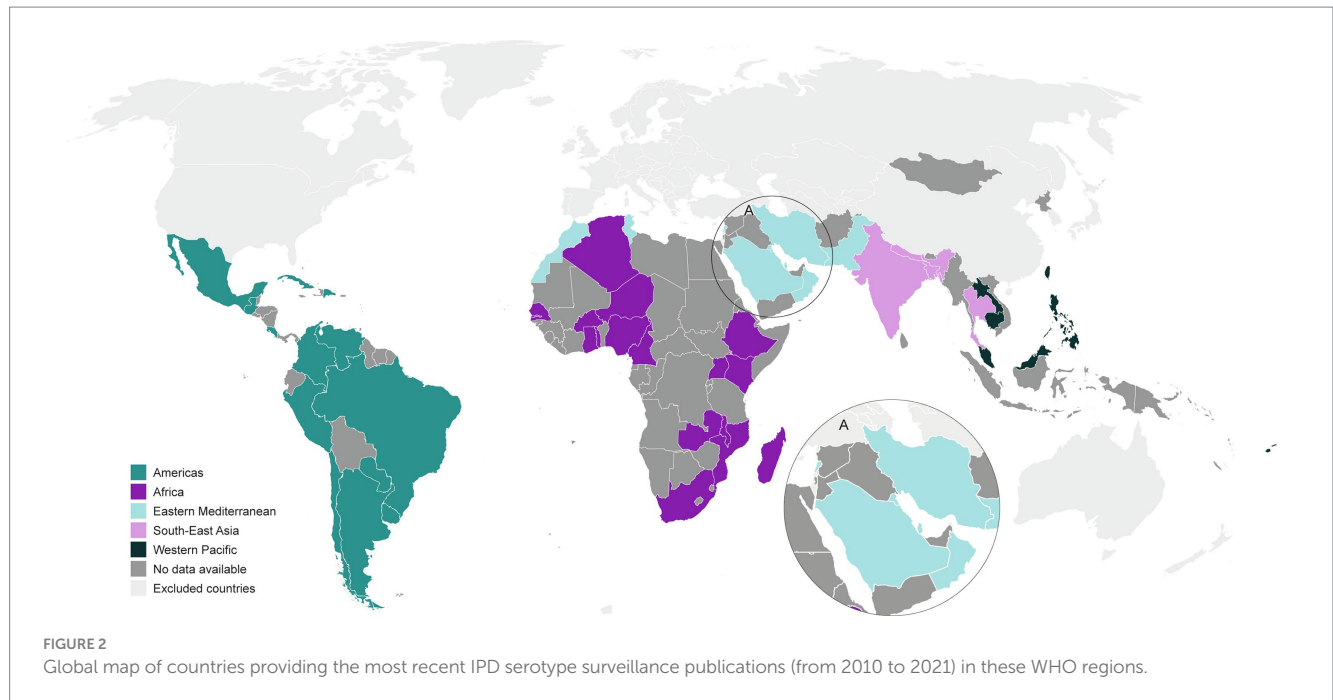 A
A
Americas
Africa
Eastern Mediterranean
South-East Asia
Western Pacific
No data available
Excluded countries
FIGURE 2
Global map of countries providing the most recent IPD serotype surveillance publications (from 2010 to 2021) in these WHO regions.